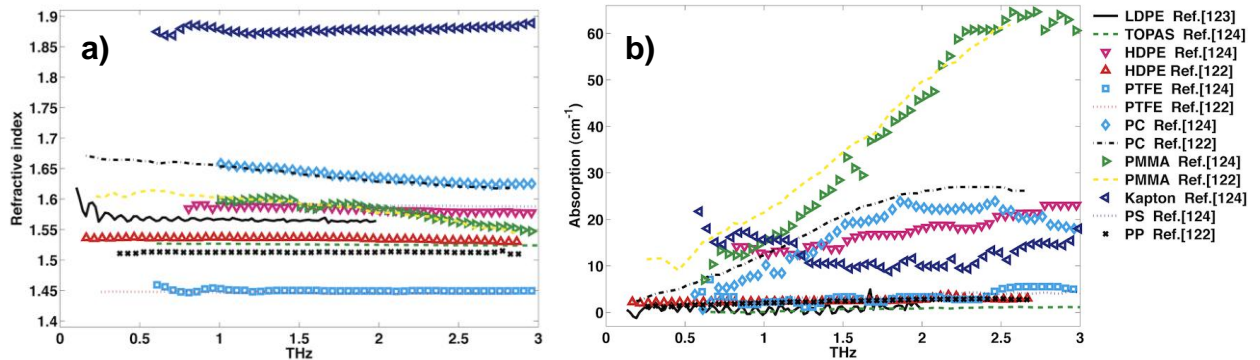 a)
Refractive index
1.9
1.85
1.8
1.75
1.7
1.65
1.6
1.55
1.5
1.45
1.4
0 0.5 1 1.5 2 2.5 3
THz
b)
Absorption (cm⁻¹)
60
50
40
30
20
10
0
0 0.5 1 1.5 2 2.5 3
THz
LDPE Ref.[123]
TOPAS Ref.[124]
HDPE Ref.[124]
HDPE Ref.[122]
PTFE Ref.[124]
PTFE Ref.[122]
PC Ref.[124]
PC Ref.[122]
PMMA Ref.[124]
PMMA Ref.[122]
Kapton Ref.[124]
PS Ref.[124]
PP Ref.[122]